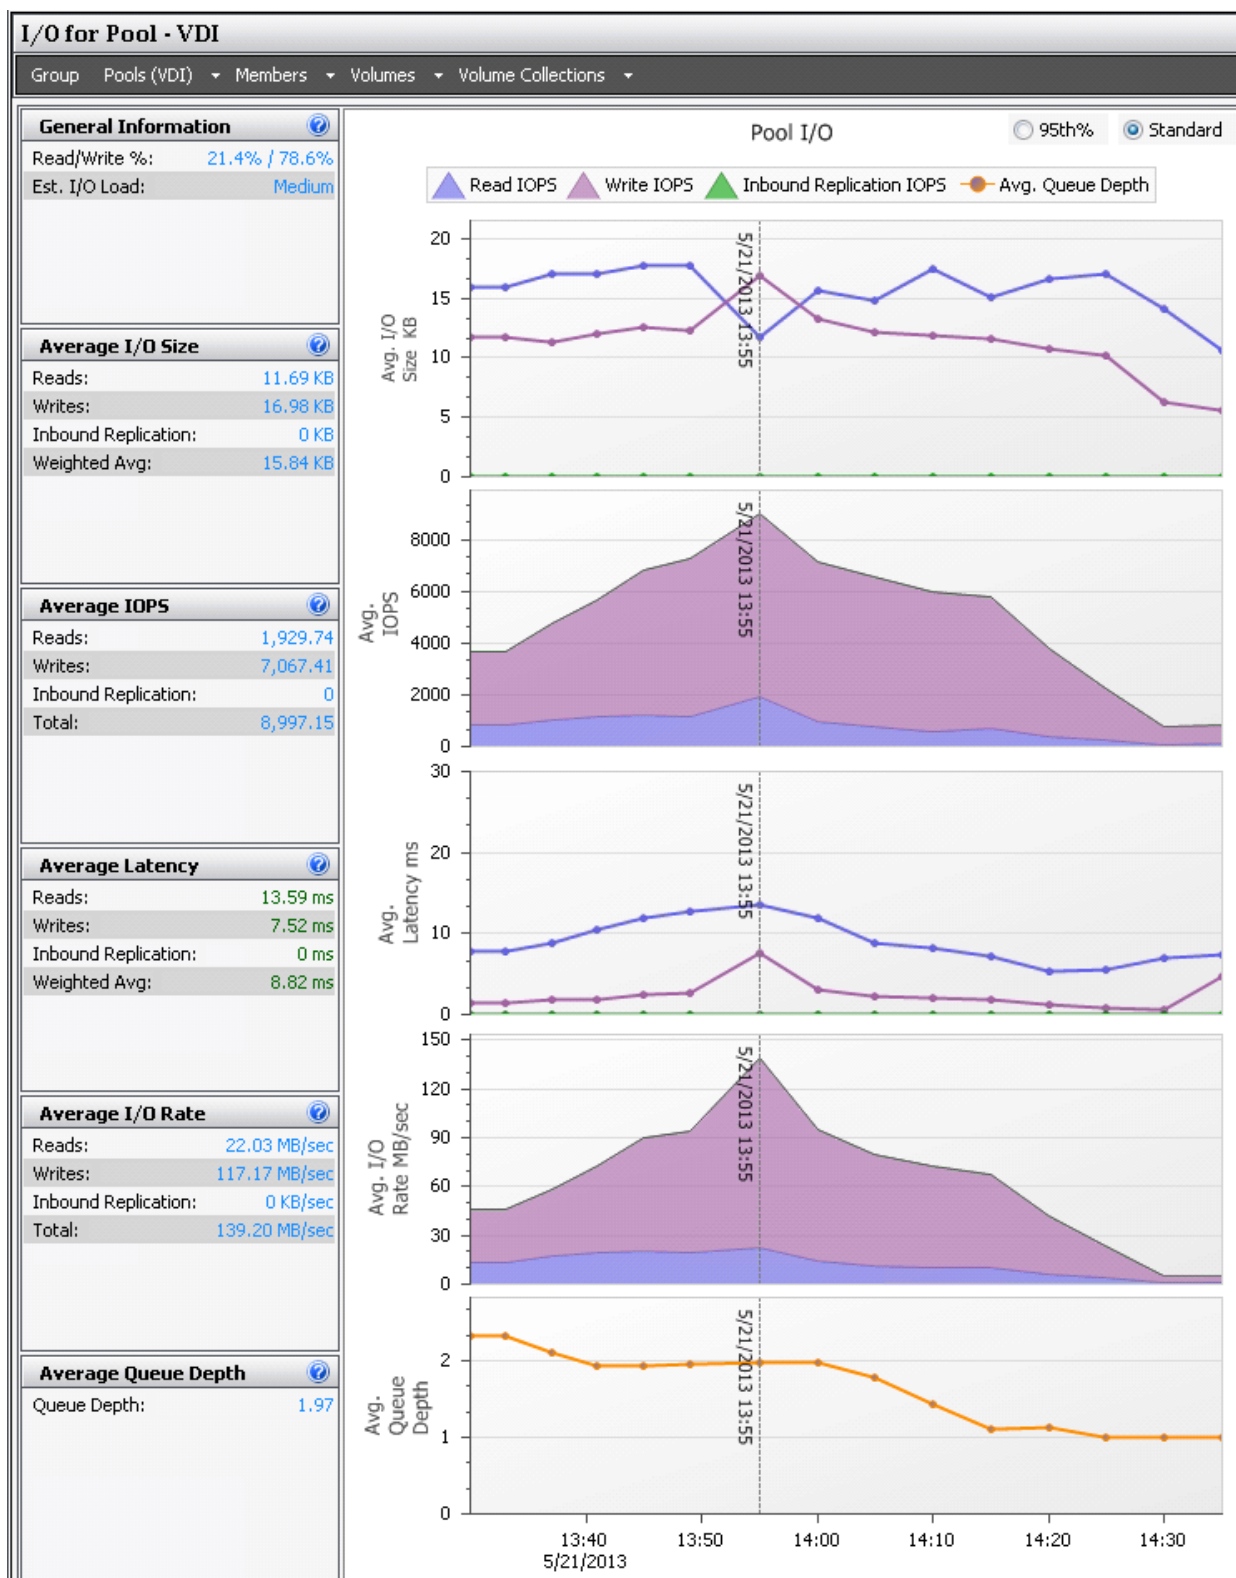 I/O for Pool - VDI
Group Pools (VDI) Members Volumes Volume Collections
General Information
Read/Write %: 21.4% / 78.6%
Est. I/O Load: Medium
Average I/O Size
Reads: 11.69 KB
Writes: 16.98 KB
Inbound Replication: 0 KB
Weighted Avg: 15.84 KB
Average IOPS
Reads: 1,929.74
Writes: 7,067.41
Inbound Replication: 0
Total: 8,997.15
Average Latency
Reads: 13.59 ms
Writes: 7.52 ms
Inbound Replication: 0 ms
Weighted Avg: 8.82 ms
Average I/O Rate
Reads: 22.03 MB/sec
Writes: 117.17 MB/sec
Inbound Replication: 0 KB/sec
Total: 139.20 MB/sec
Average Queue Depth
Queue Depth: 1.97
Pool I/O
95th% Standard
Read IOPS Write IOPS Inbound Replication IOPS Avg. Queue Depth
Avg. I/O
Size KB
20
15
10
5
0
5/21/2013 13:55
Avg.
IOPS
8000
6000
4000
2000
0
5/21/2013 13:55
Avg.
Latency ms
30
20
10
0
5/21/2013 13:55
Avg. I/O
Rate MB/sec
150
120
90
60
30
0
5/21/2013 13:55
Avg.
Queue
Depth
2
1
0
5/21/2013 13:55
13:40 13:50 14:00 14:10 14:20 14:30
5/21/2013